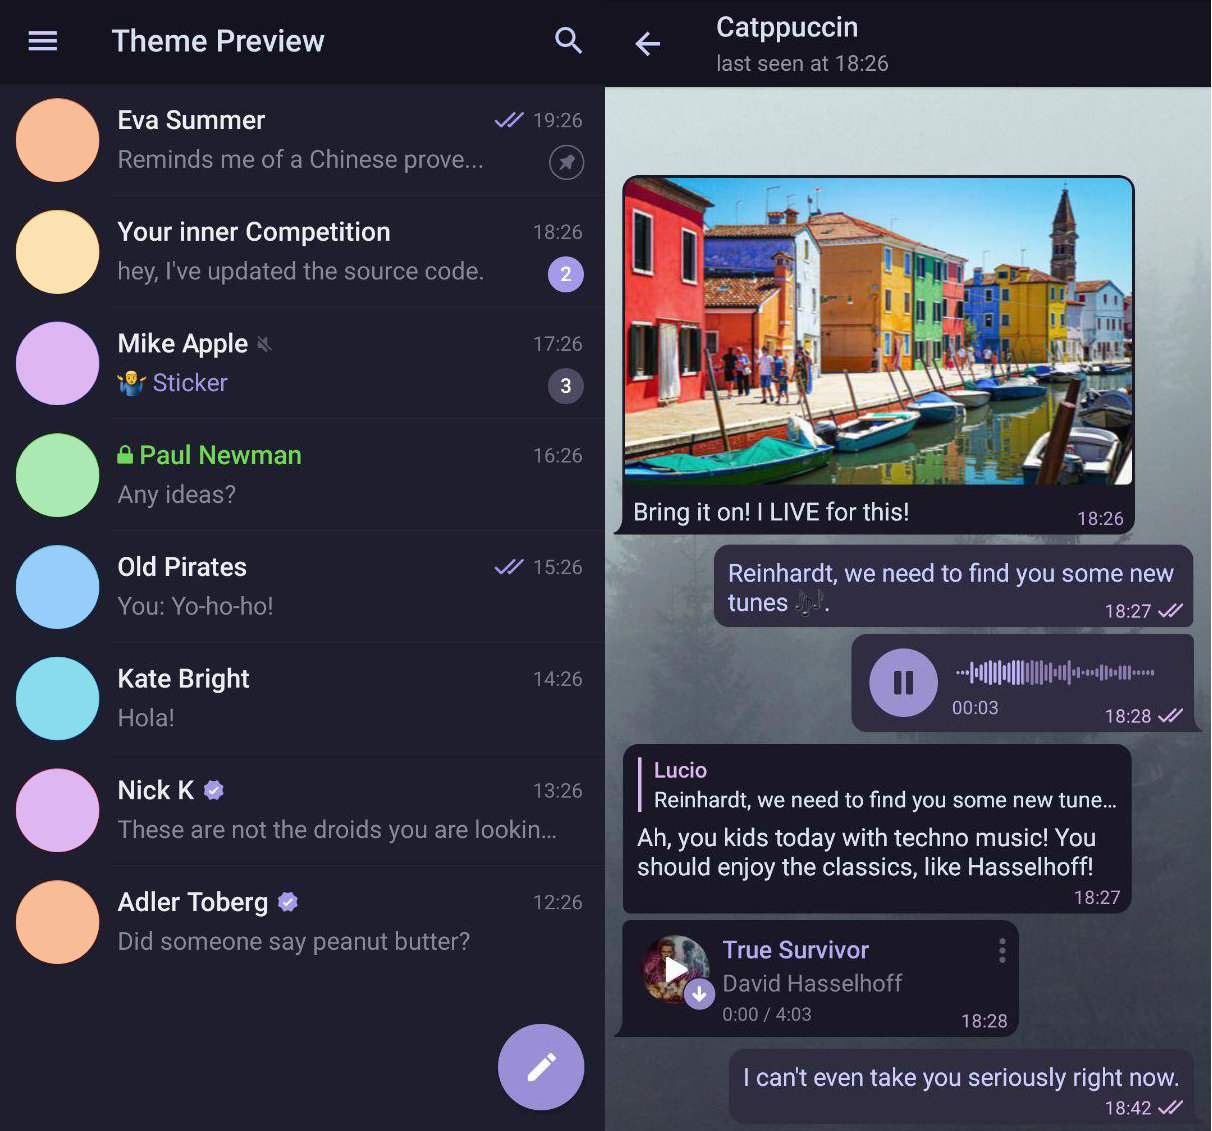 Theme Preview
Eva Summer 19:26
Reminds me of a Chinese prove...
Your inner Competition 18:26
hey, I've updated the source code. 2
Mike Apple 17:26
Sticker 3
Paul Newman 16:26
Any ideas?
Old Pirates 15:26
You: Yo-ho-ho!
Kate Bright 14:26
Hola!
Nick K 13:26
These are not the droids you are lookin...
Adler Toberg 12:26
Did someone say peanut butter?
Catppuccin
last seen at 18:26
Bring it on! I LIVE for this!
18:26
Reinhardt, we need to find you some new
tunes 🎶.
18:27
00:03
18:28
Lucio
Reinhardt, we need to find you some new tune...
Ah, you kids today with techno music! You
should enjoy the classics, like Hasselhoff!
18:27
True Survivor
David Hasselhoff
0:00 / 4:03
18:28
I can't even take you seriously right now.
18:42